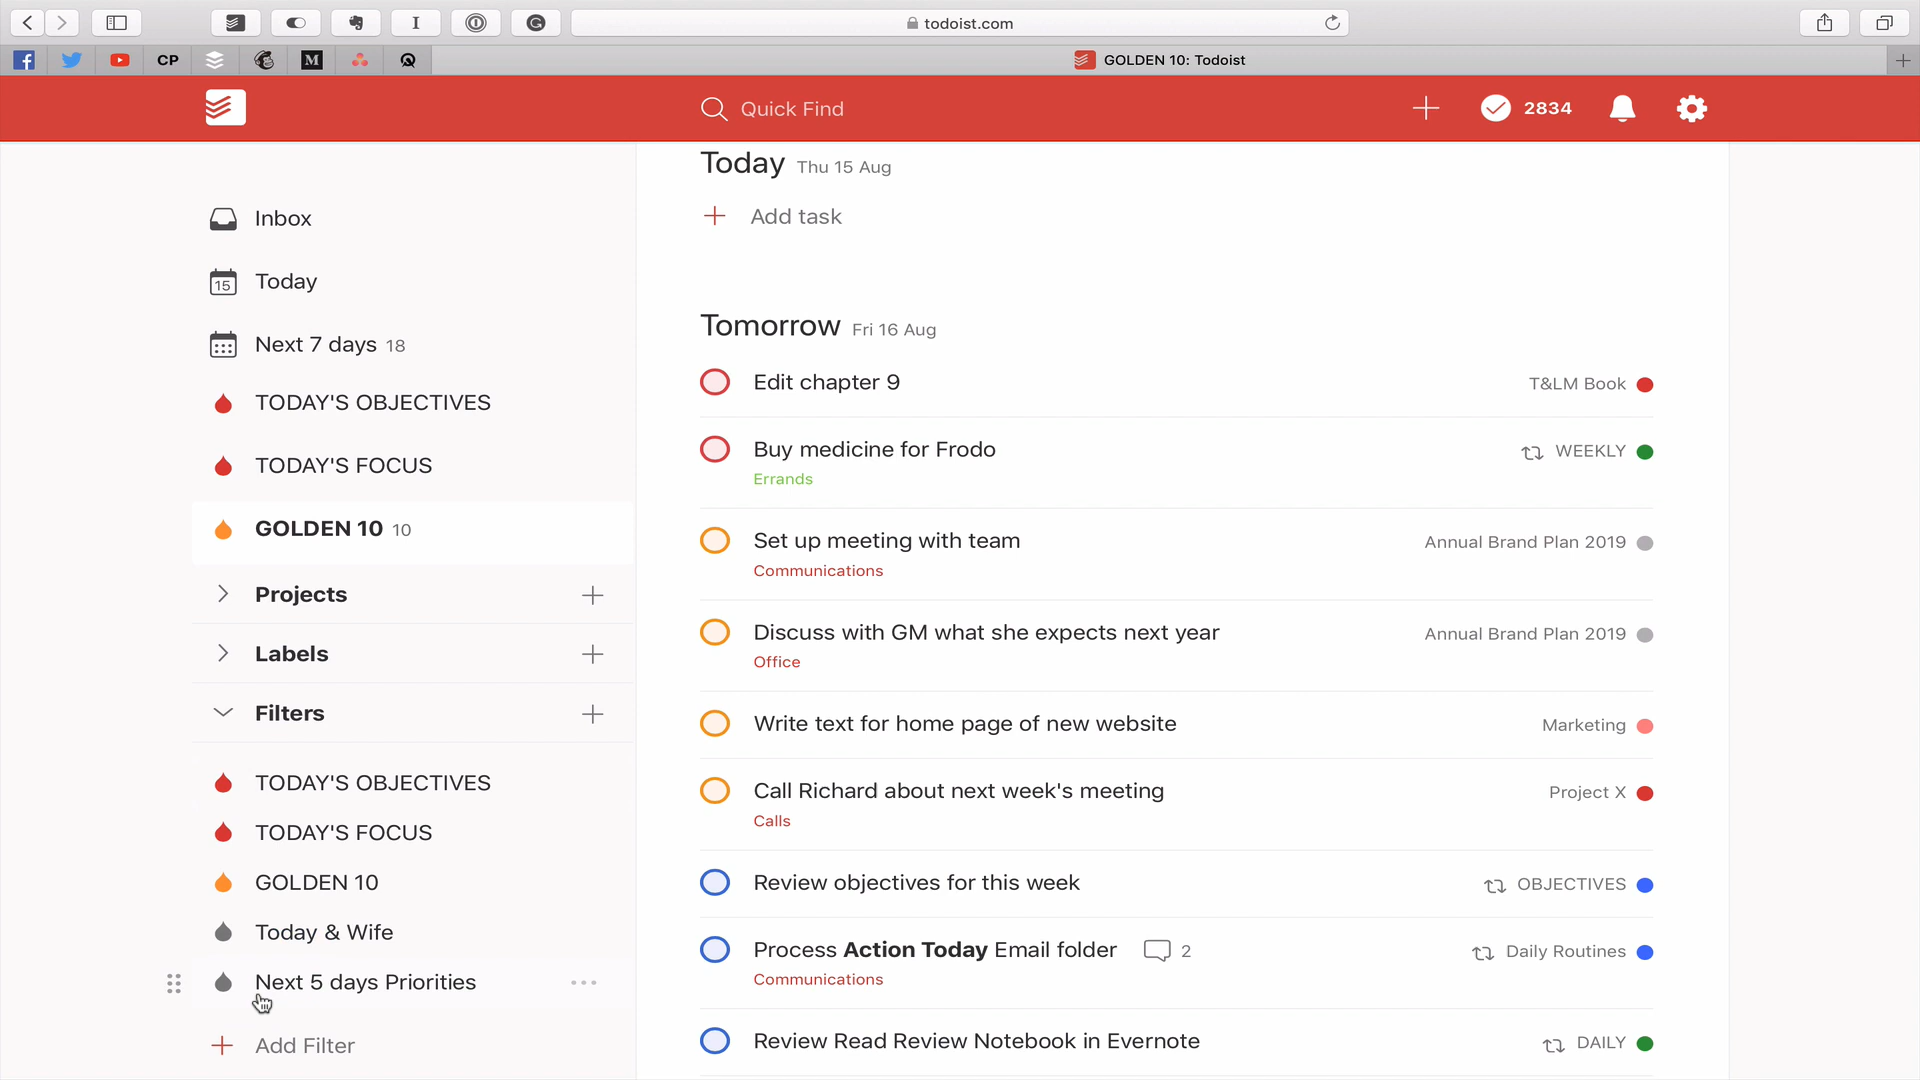 todoist.com
CP
M
GOLDEN 10: Todoist
Quick Find
2834
Inbox
15
Today
Next 7 days 18
TODAY'S OBJECTIVES
TODAY'S FOCUS
GOLDEN 10 10
Projects
Labels
Filters
TODAY'S OBJECTIVES
TODAY'S FOCUS
GOLDEN 10
Today & Wife
Next 5 days Priorities
Add Filter
Today Thu 15 Aug
Add task
Tomorrow Fri 16 Aug
Edit chapter 9 T&LM Book
Buy medicine for Frodo WEEKLY
Errands
Set up meeting with team Annual Brand Plan 2019
Communications
Discuss with GM what she expects next year Annual Brand Plan 2019
Office
Write text for home page of new website Marketing
Call Richard about next week's meeting Project X
Calls
Review objectives for this week OBJECTIVES
Process Action Today Email folder 2 Daily Routines
Communications
Review Read Review Notebook in Evernote DAILY